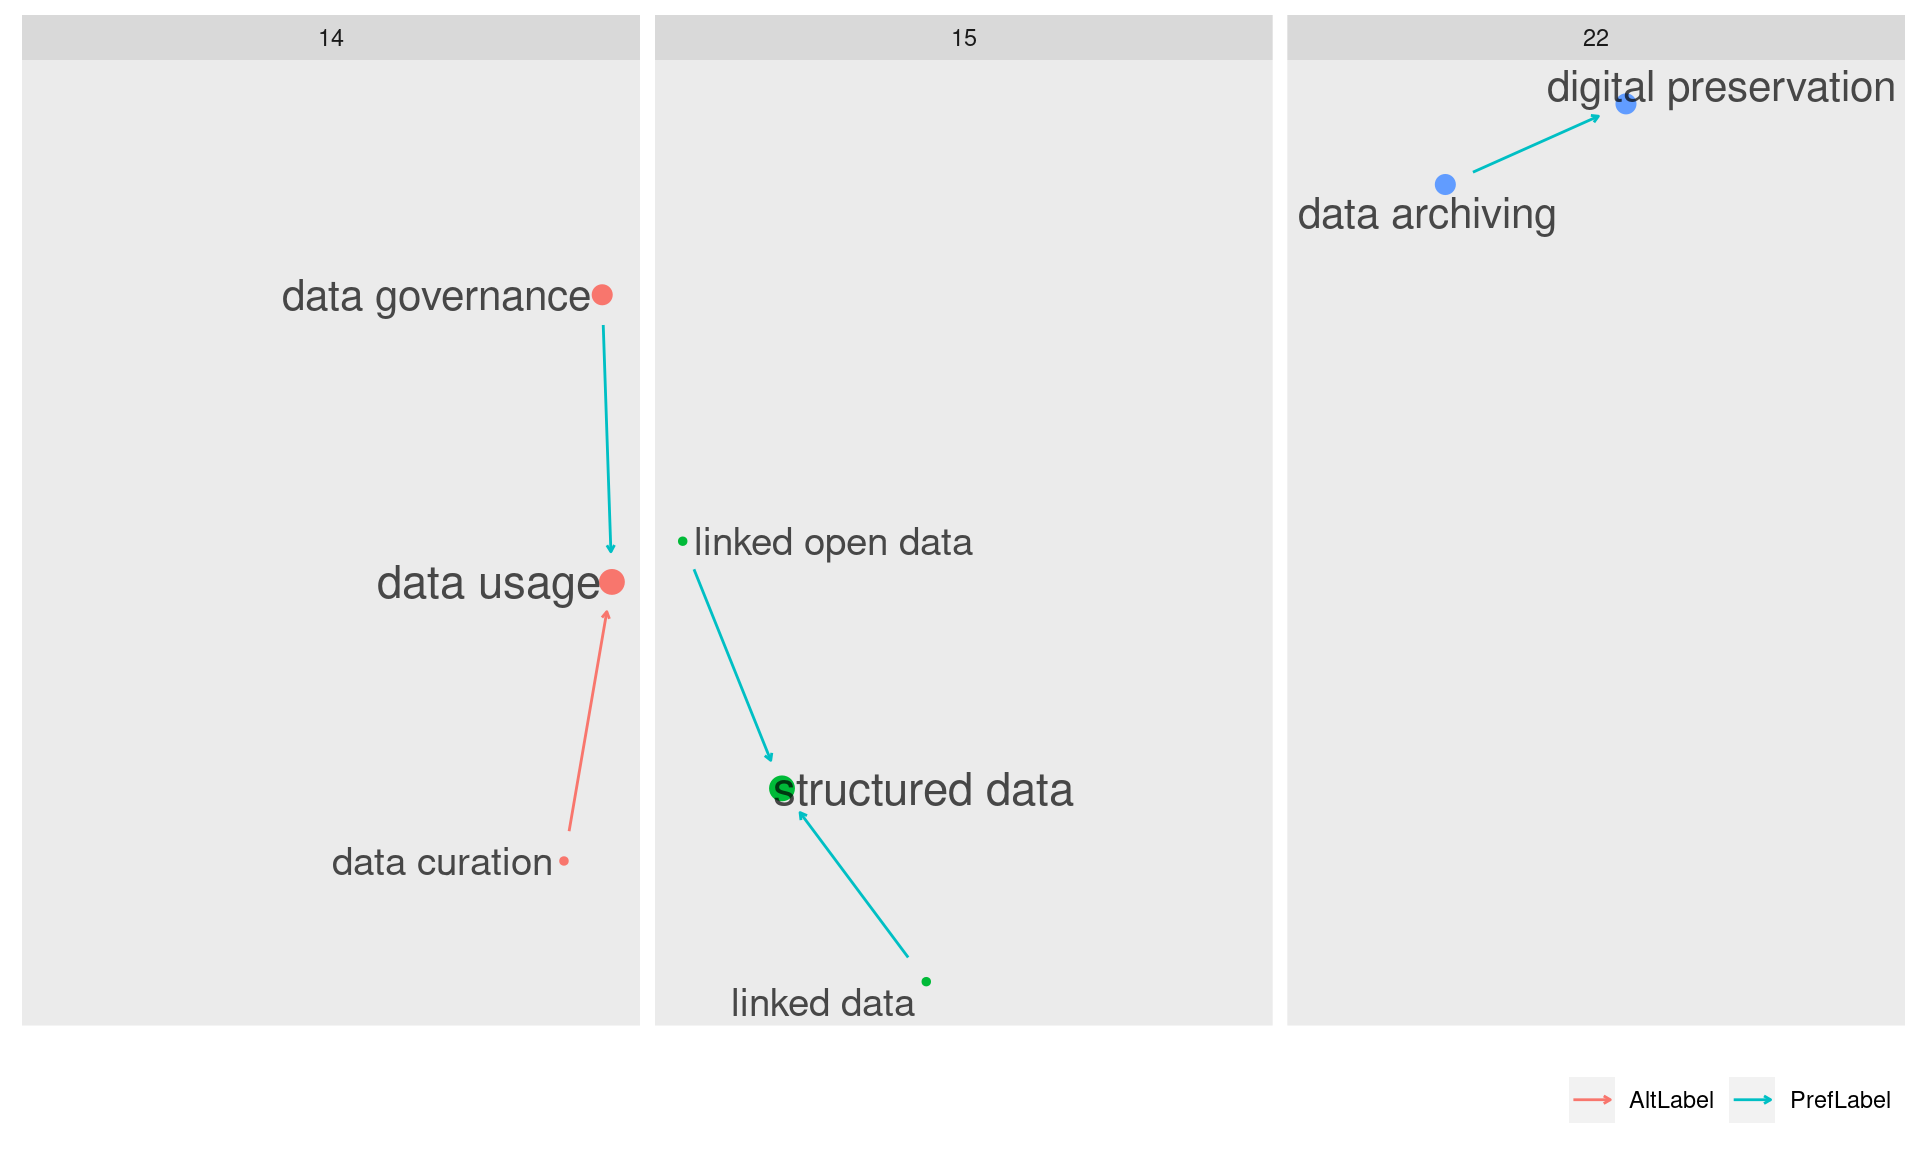 14
15
22
digital preservation
data archiving
data governance
linked open data
data usage
structured data
data curation
linked data
AltLabel
PrefLabel